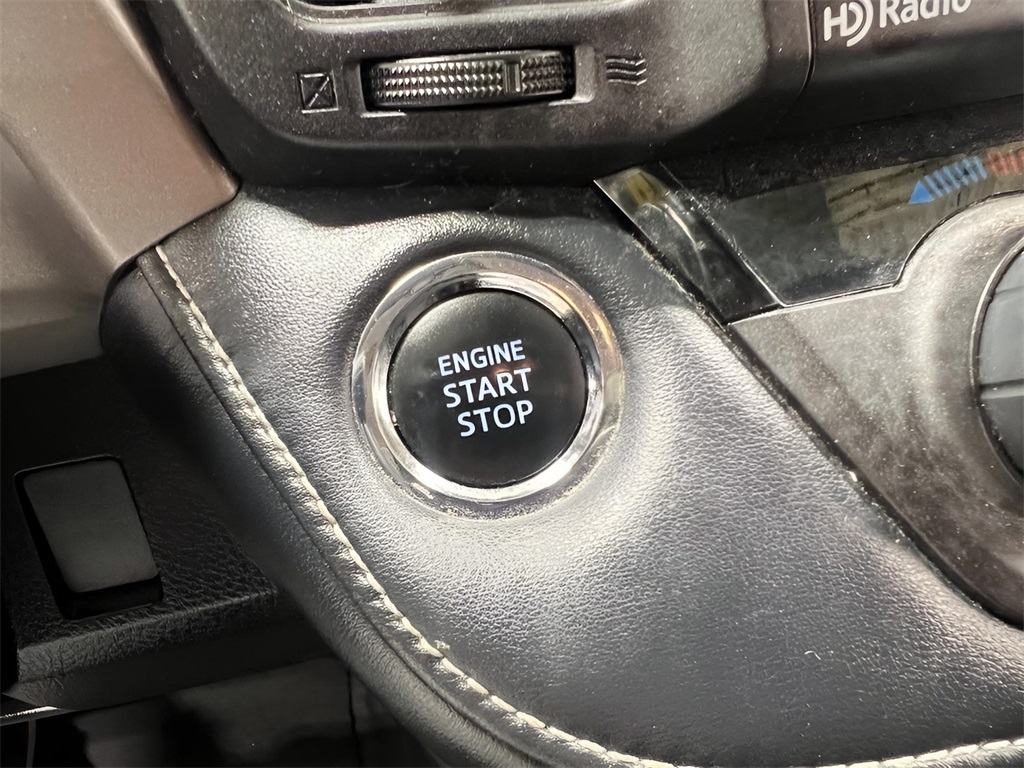 HD Radio
ENGINE
START
STOP